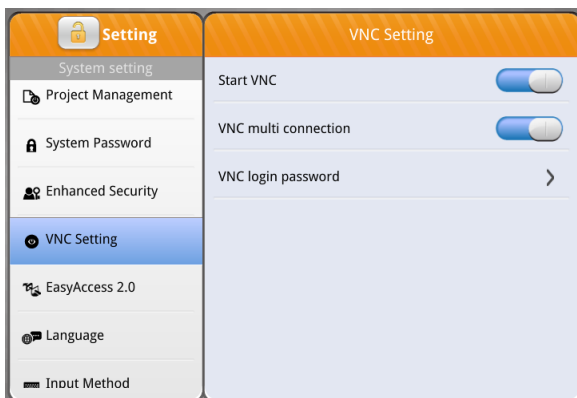 Setting
System setting
Project Management
System Password
Enhanced Security
VNC Setting
EasyAccess 2.0
Language
Input Method
VNC Setting
Start VNC
VNC multi connection
VNC login password